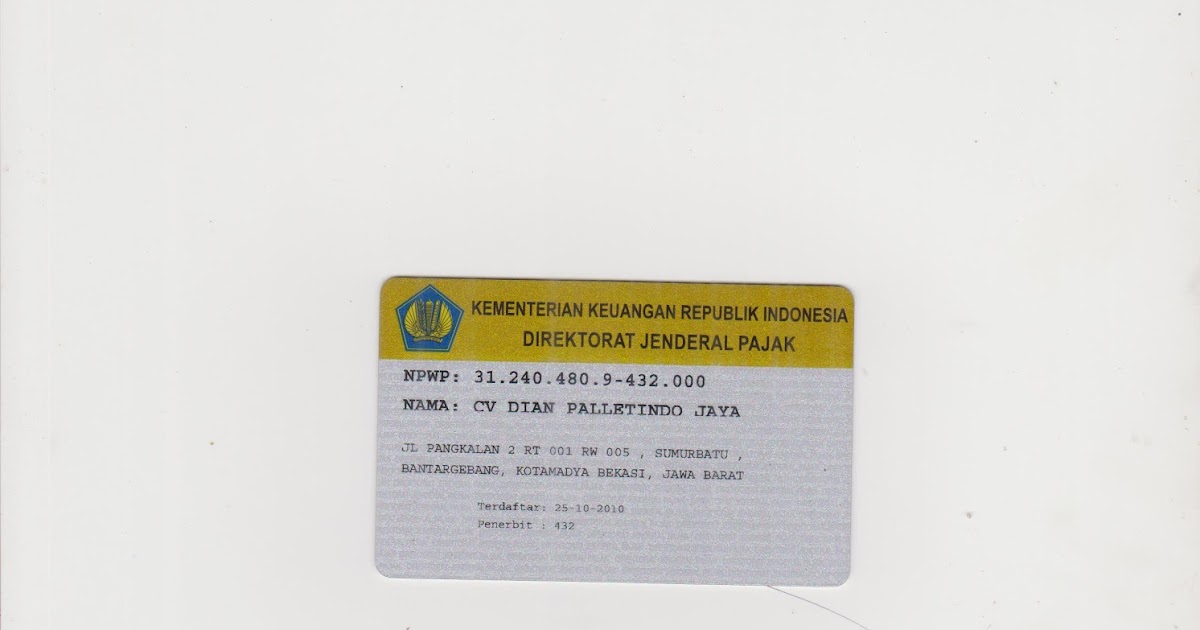 KEMENTERIAN KEUANGAN REPUBLIK INDONESIA
DIREKTORAT JENDERAL PAJAK
NPWP: 31.240.480.9-432.000
NAMA: CV DIAN PALLETINDO JAYA
JL PANGKALAN 2 RT 001 RW 005 , SUMURBATU ,
BANTARGEBANG, KOTAMADYA BEKASI, JAWA BARAT
Terdaftar: 25-10-2010
Penerbit : 432